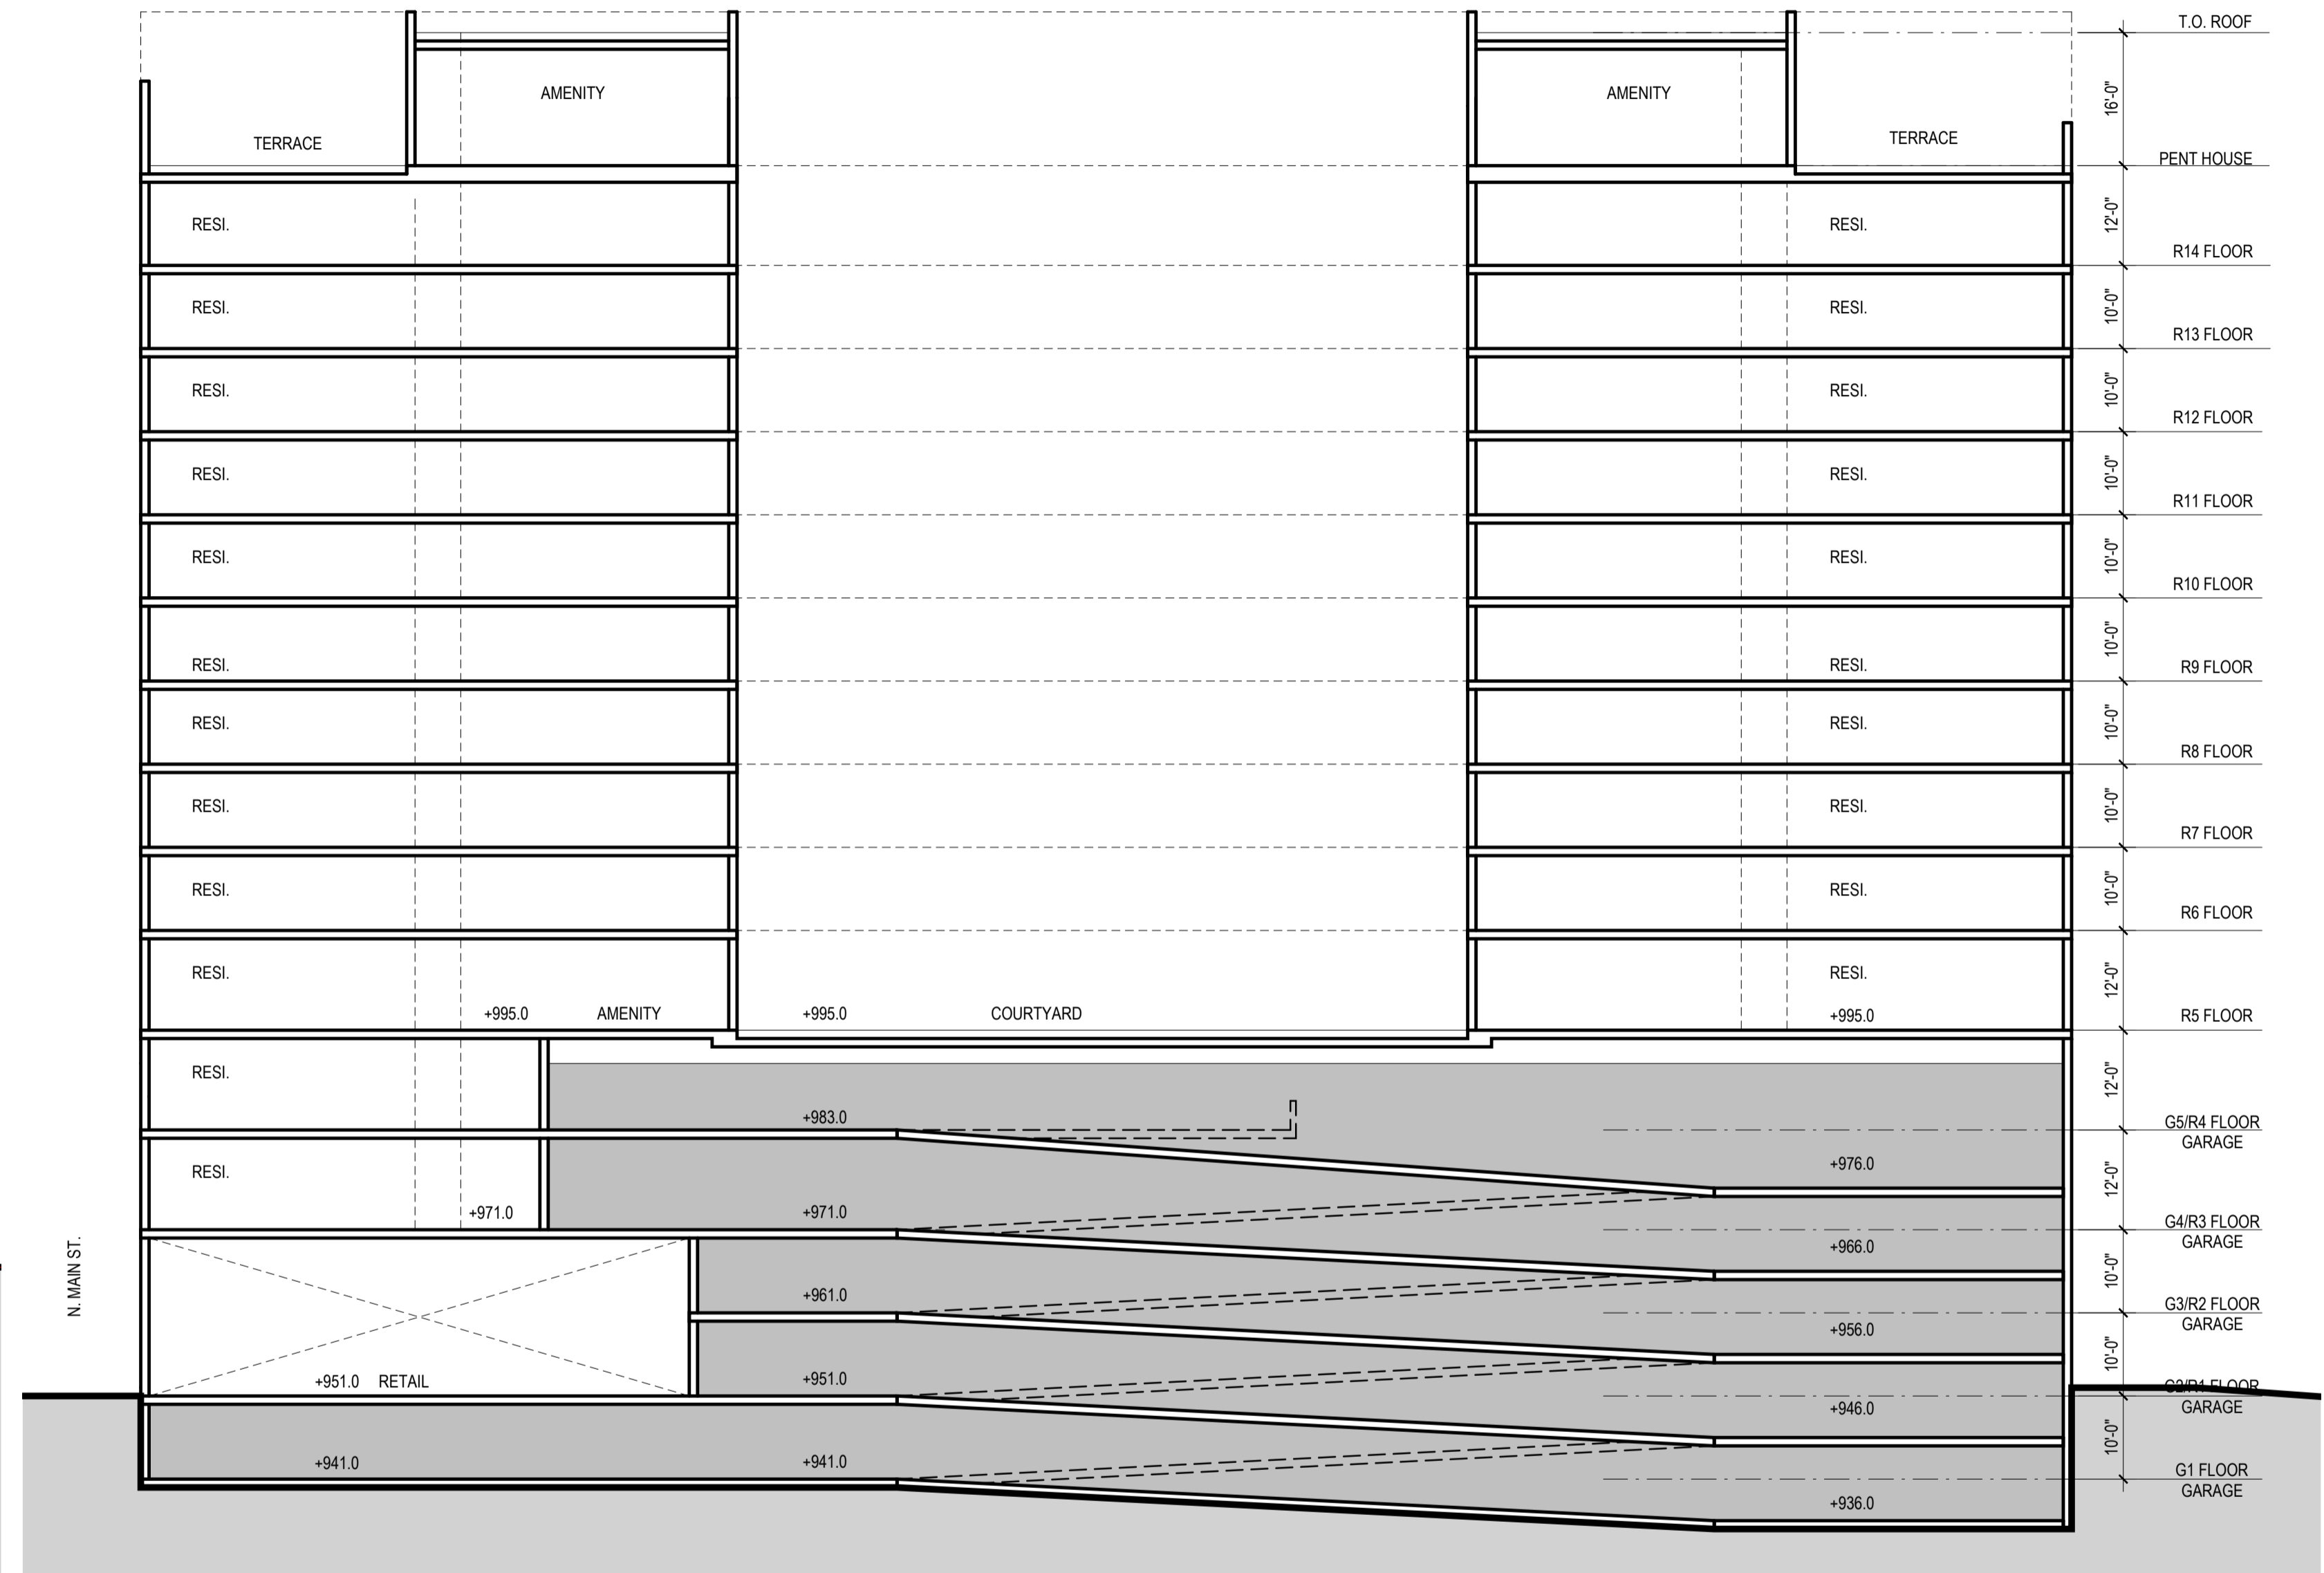 T.O. ROOF
AMENITY
AMENITY
16'-0"
TERRACE
TERRACE
PENT HOUSE
RESI.
RESI.
12'-0"
R14 FLOOR
RESI.
RESI.
10'-0"
R13 FLOOR
RESI.
RESI.
10'-0"
R12 FLOOR
RESI.
RESI.
10'-0"
R11 FLOOR
RESI.
RESI.
10'-0"
R10 FLOOR
RESI.
RESI.
10'-0"
R9 FLOOR
RESI.
RESI.
10'-0"
R8 FLOOR
RESI.
RESI.
10'-0"
R7 FLOOR
RESI.
RESI.
10'-0"
R6 FLOOR
RESI.
RESI.
12'-0"
+995.0 AMENITY
+995.0
COURTYARD
+995.0
R5 FLOOR
RESI.
12'-0"
+983.0
G5/R4 FLOOR
GARAGE
RESI.
+976.0
12'-0"
+971.0
+971.0
G4/R3 FLOOR
GARAGE
N. MAIN ST.
+966.0
10'-0"
+961.0
G3/R2 FLOOR
GARAGE
+956.0
10'-0"
+951.0 RETAIL
+951.0
G2/R1 FLOOR
GARAGE
+946.0
10'-0"
+941.0
+941.0
G1 FLOOR
GARAGE
+936.0